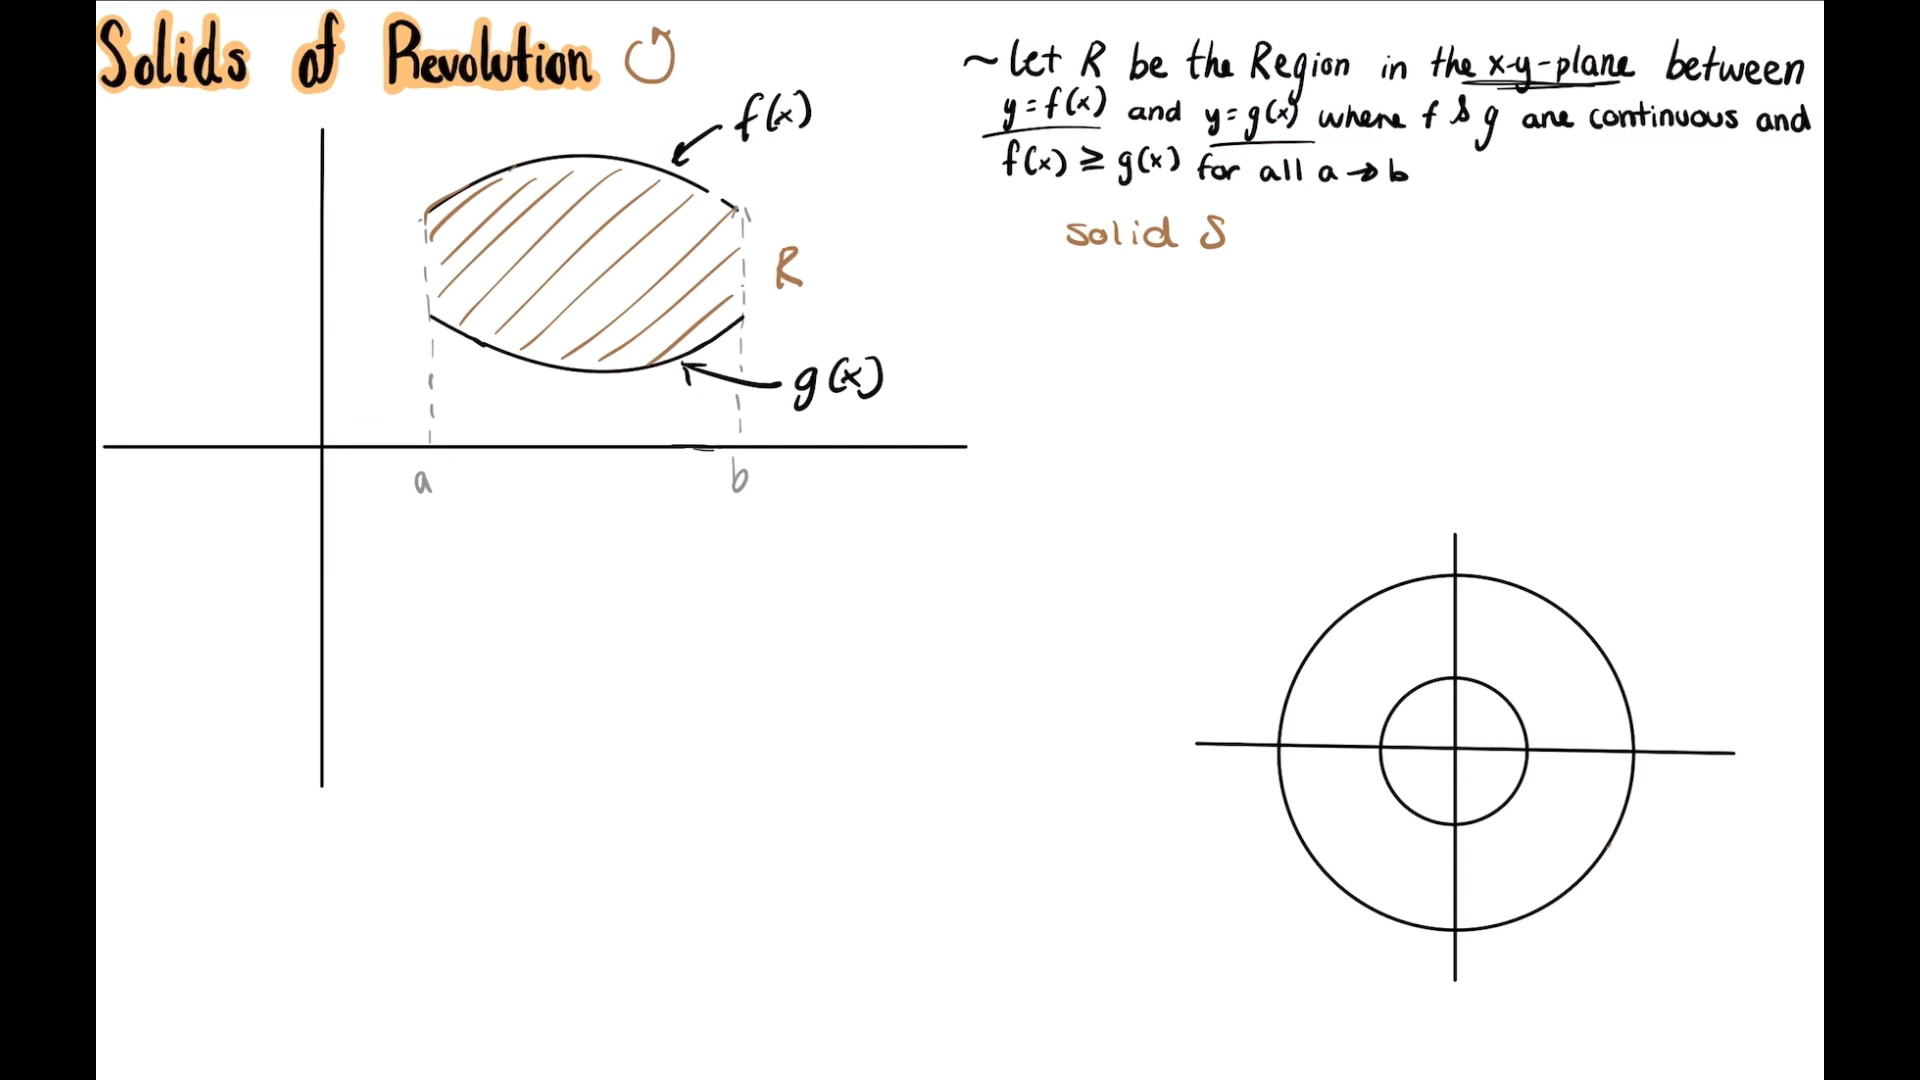 Solids of Revolution
~ let R be the Region in the x-y-plane between
y = f(x) and y = g(x) where f & g are continuous and
f(x) ≥ g(x) for all a → b
solid S
f(x)
R
g(x)
a b